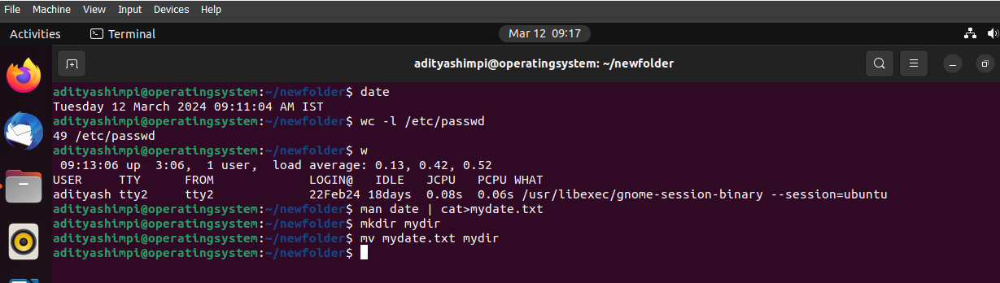 File Machine View Input Devices Help
Activities Terminal Mar 12 09:17
adityashimpi@operatingsystem: ~/newfolder
adityashimpi@operatingsystem:~/newfolder$ date
Tuesday 12 March 2024 09:11:04 AM IST
adityashimpi@operatingsystem:~/newfolder$ wc -l /etc/passwd
49 /etc/passwd
adityashimpi@operatingsystem:~/newfolder$ w
 09:13:06 up  3:06,  1 user,  load average: 0.13, 0.42, 0.52
USER     TTY      FROM             LOGIN@   IDLE   JCPU   PCPU WHAT
adityash tty2     tty2             22Feb24 18days  0.08s  0.06s /usr/libexec/gnome-session-binary --session=ubuntu
adityashimpi@operatingsystem:~/newfolder$ man date | cat>mydate.txt
adityashimpi@operatingsystem:~/newfolder$ mkdir mydir
adityashimpi@operatingsystem:~/newfolder$ mv mydate.txt mydir
adityashimpi@operatingsystem:~/newfolder$